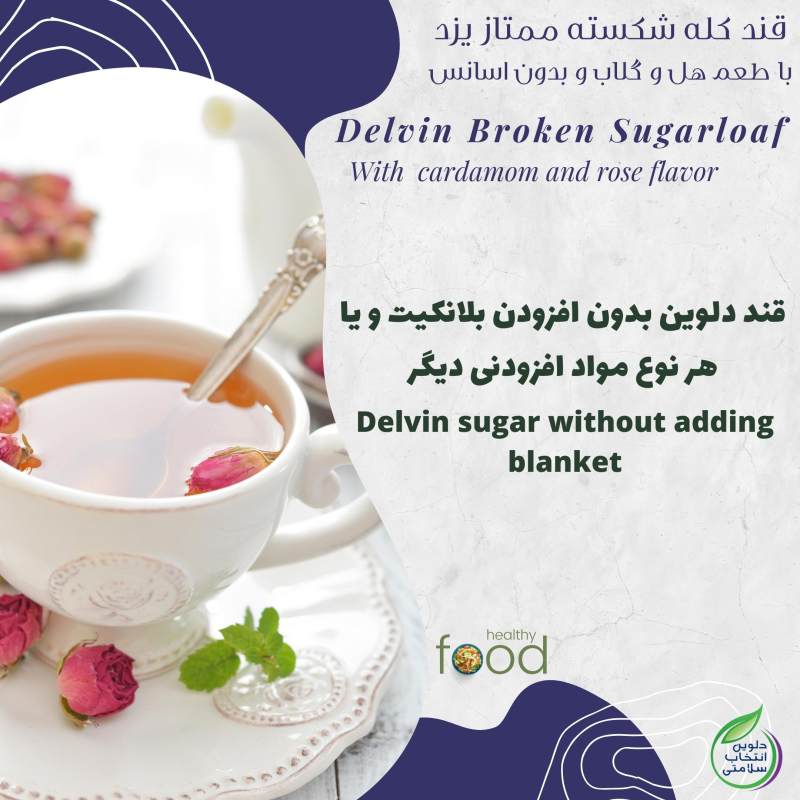 قند کله شکسته ممتاز یزد
با طعم هل و گلاب و بدون اسانس
Delvin Broken Sugarloaf
With cardamom and rose flavor
قند دلوین بدون افزودن بلانکیت و یا
هر نوع مواد افزودنی دیگر
Delvin sugar without adding
blanket
healthy
food
دلوین
انتخاب
سلامتی